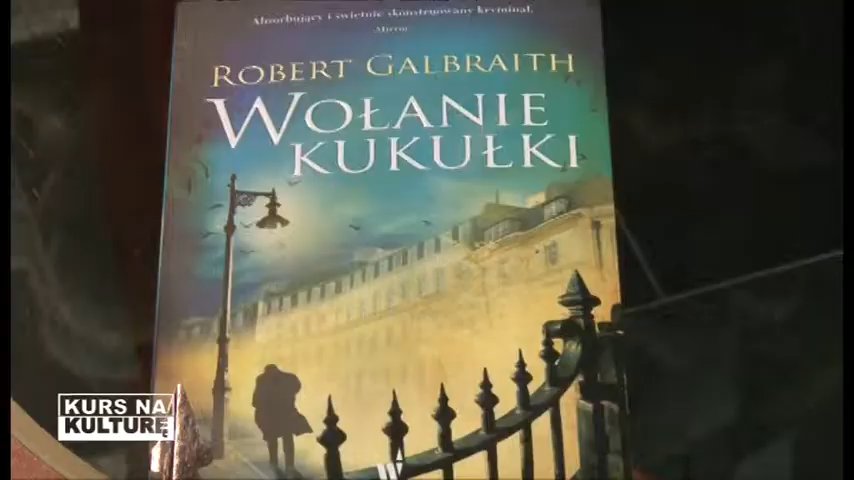 Absorbujący i świetnie skonstruowany kryminał.
Mirror
ROBERT GALBRAITH
WOŁANIE
KUKUŁKI
KURS NA
KULTURĘ
W